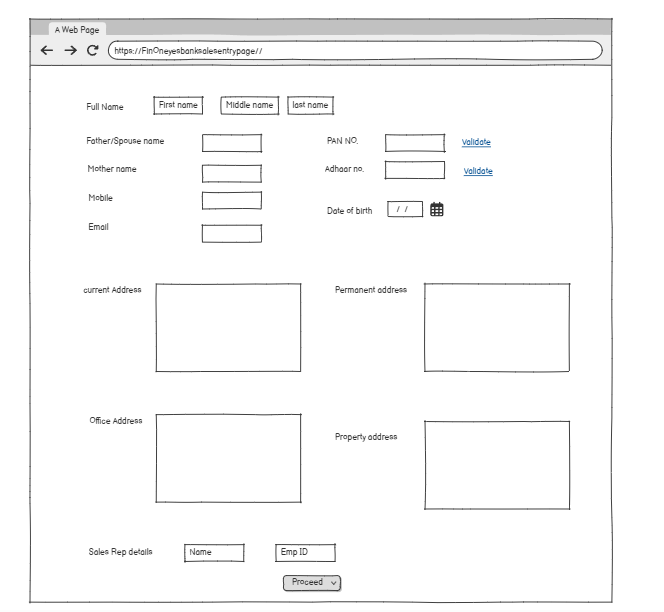 A Web Page
https://FinOneyesbanksalesentrypage//
Full Name First name Middle name last name
Father/Spouse name PAN NO. Validate
Mother name Adhaar no. Validate
Mobile
Date of birth / /
Email
current Address Permanent address
Office Address
Property address
Sales Rep details Name Emp ID
Proceed